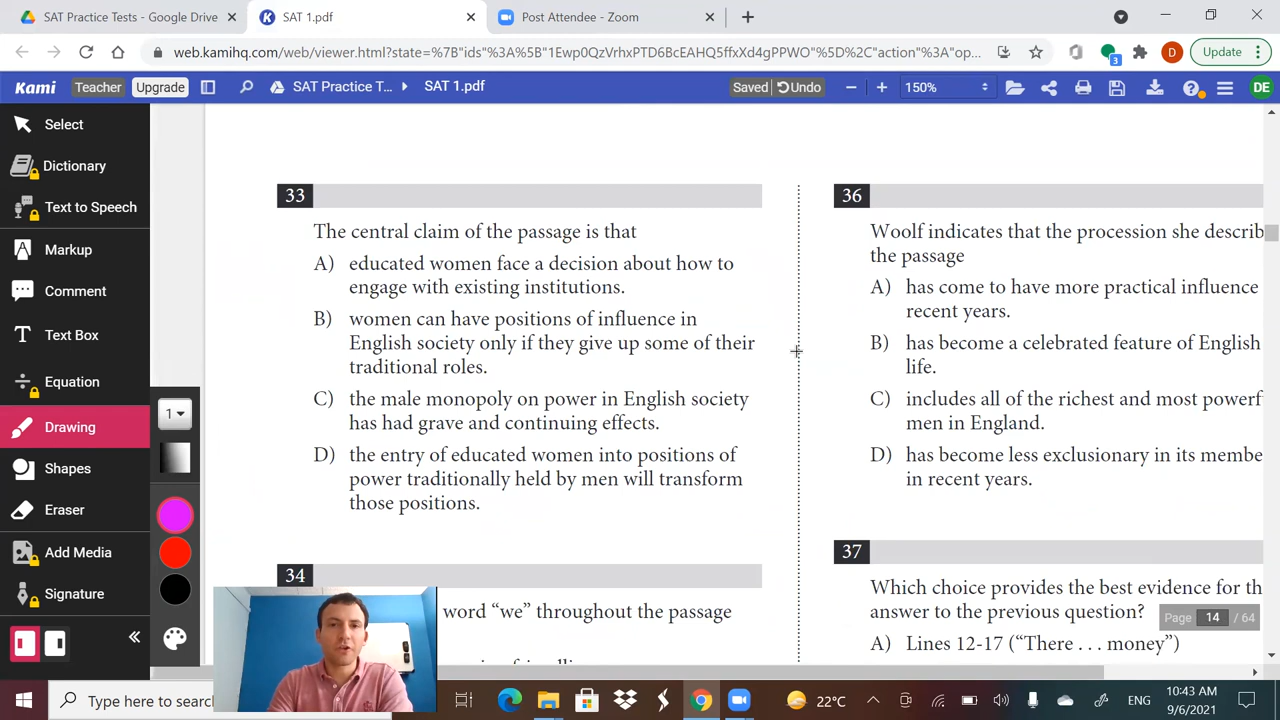 SAT Practice Tests - Google Drive
SAT 1.pdf
Post Attendee - Zoom
web.kamihq.com/web/viewer.html?state=%7B"ids"%3A%5B"1Ewp0QzVrhxPTD6BcEAHQ5ffxXd4gPPWO"%5D%2C"action"%3A"op...
3
D
Update
Kami
Teacher
Upgrade
SAT Practice T...
SAT 1.pdf
Saved
Undo
150%
DE
Select
Dictionary
Text to Speech
Markup
Comment
Text Box
Equation
Drawing
Shapes
Eraser
Add Media
Signature
1
33
The central claim of the passage is that
A) educated women face a decision about how to
engage with existing institutions.
B) women can have positions of influence in
English society only if they give up some of their
traditional roles.
C) the male monopoly on power in English society
has had grave and continuing effects.
D) the entry of educated women into positions of
power traditionally held by men will transform
those positions.
34
word “we” throughout the passage
36
Woolf indicates that the procession she describ
the passage
A) has come to have more practical influence
recent years.
B) has become a celebrated feature of English
life.
C) includes all of the richest and most powerf
men in England.
D) has become less exclusionary in its membe
in recent years.
37
Which choice provides the best evidence for th
answer to the previous question?
A) Lines 12-17 (“There . . . money”)
Page 14 / 64
Type here to searc
22°C
ENG
10:43 AM
9/6/2021